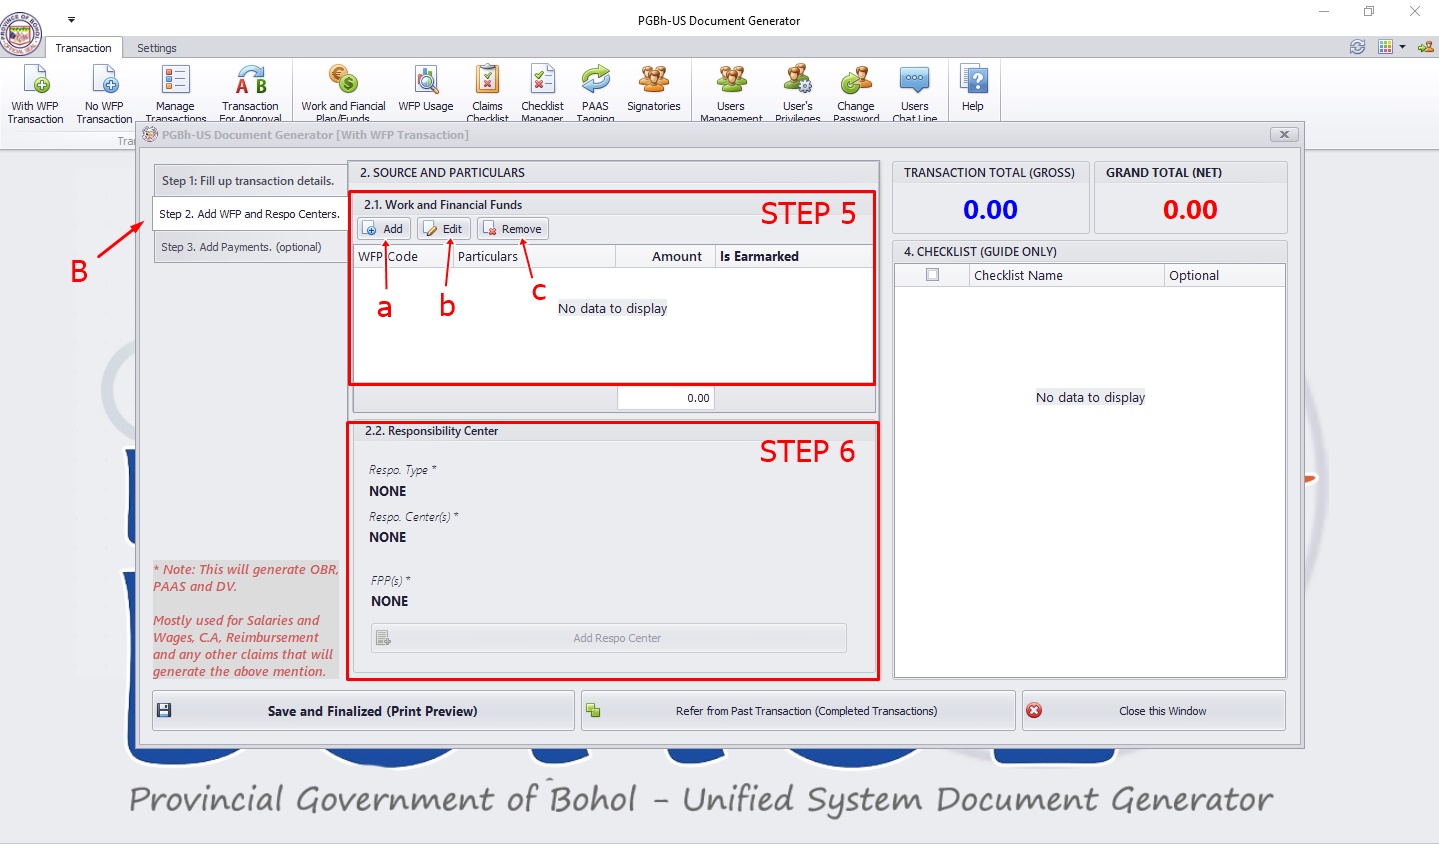 PGBh-US Document Generator
PROVINCE OF BOHOL
OFFICIAL SEAL
Transaction
Settings
With WFP
Transaction
No WFP
Transaction
Manage
Transactions
Transaction
For Approval
Work and Fiancial
Plan/Funds
WFP Usage
Claims
Checklist
Checklist
Manager
PAAS
Tagging
Signatories
Users
Management
User's
Privileges
Change
Password
Users
Chat Line
Help
PGBh-US Document Generator [With WFP Transaction]
Step 1: Fill up transaction details.
Step 2. Add WFP and Respo Centers.
Step 3. Add Payments. (optional)
B
2. SOURCE AND PARTICULARS
2.1. Work and Financial Funds
STEP 5
Add
Edit
Remove
WFP Code
Particulars
Amount
Is Earmarked
a
b
c
No data to display
0.00
2.2. Responsibility Center
STEP 6
Respo. Type *
NONE
Respo. Center(s) *
NONE
FPP(s) *
NONE
Add Respo Center
* Note: This will generate OBR,
PAAS and DV.
Mostly used for Salaries and
Wages, C.A, Reimbursement
and any other claims that will
generate the above mention.
TRANSACTION TOTAL (GROSS)
0.00
GRAND TOTAL (NET)
0.00
4. CHECKLIST (GUIDE ONLY)
Checklist Name
Optional
No data to display
Save and Finalized (Print Preview)
Refer from Past Transaction (Completed Transactions)
Close this Window
Provincial Government of Bohol - Unified System Document Generator